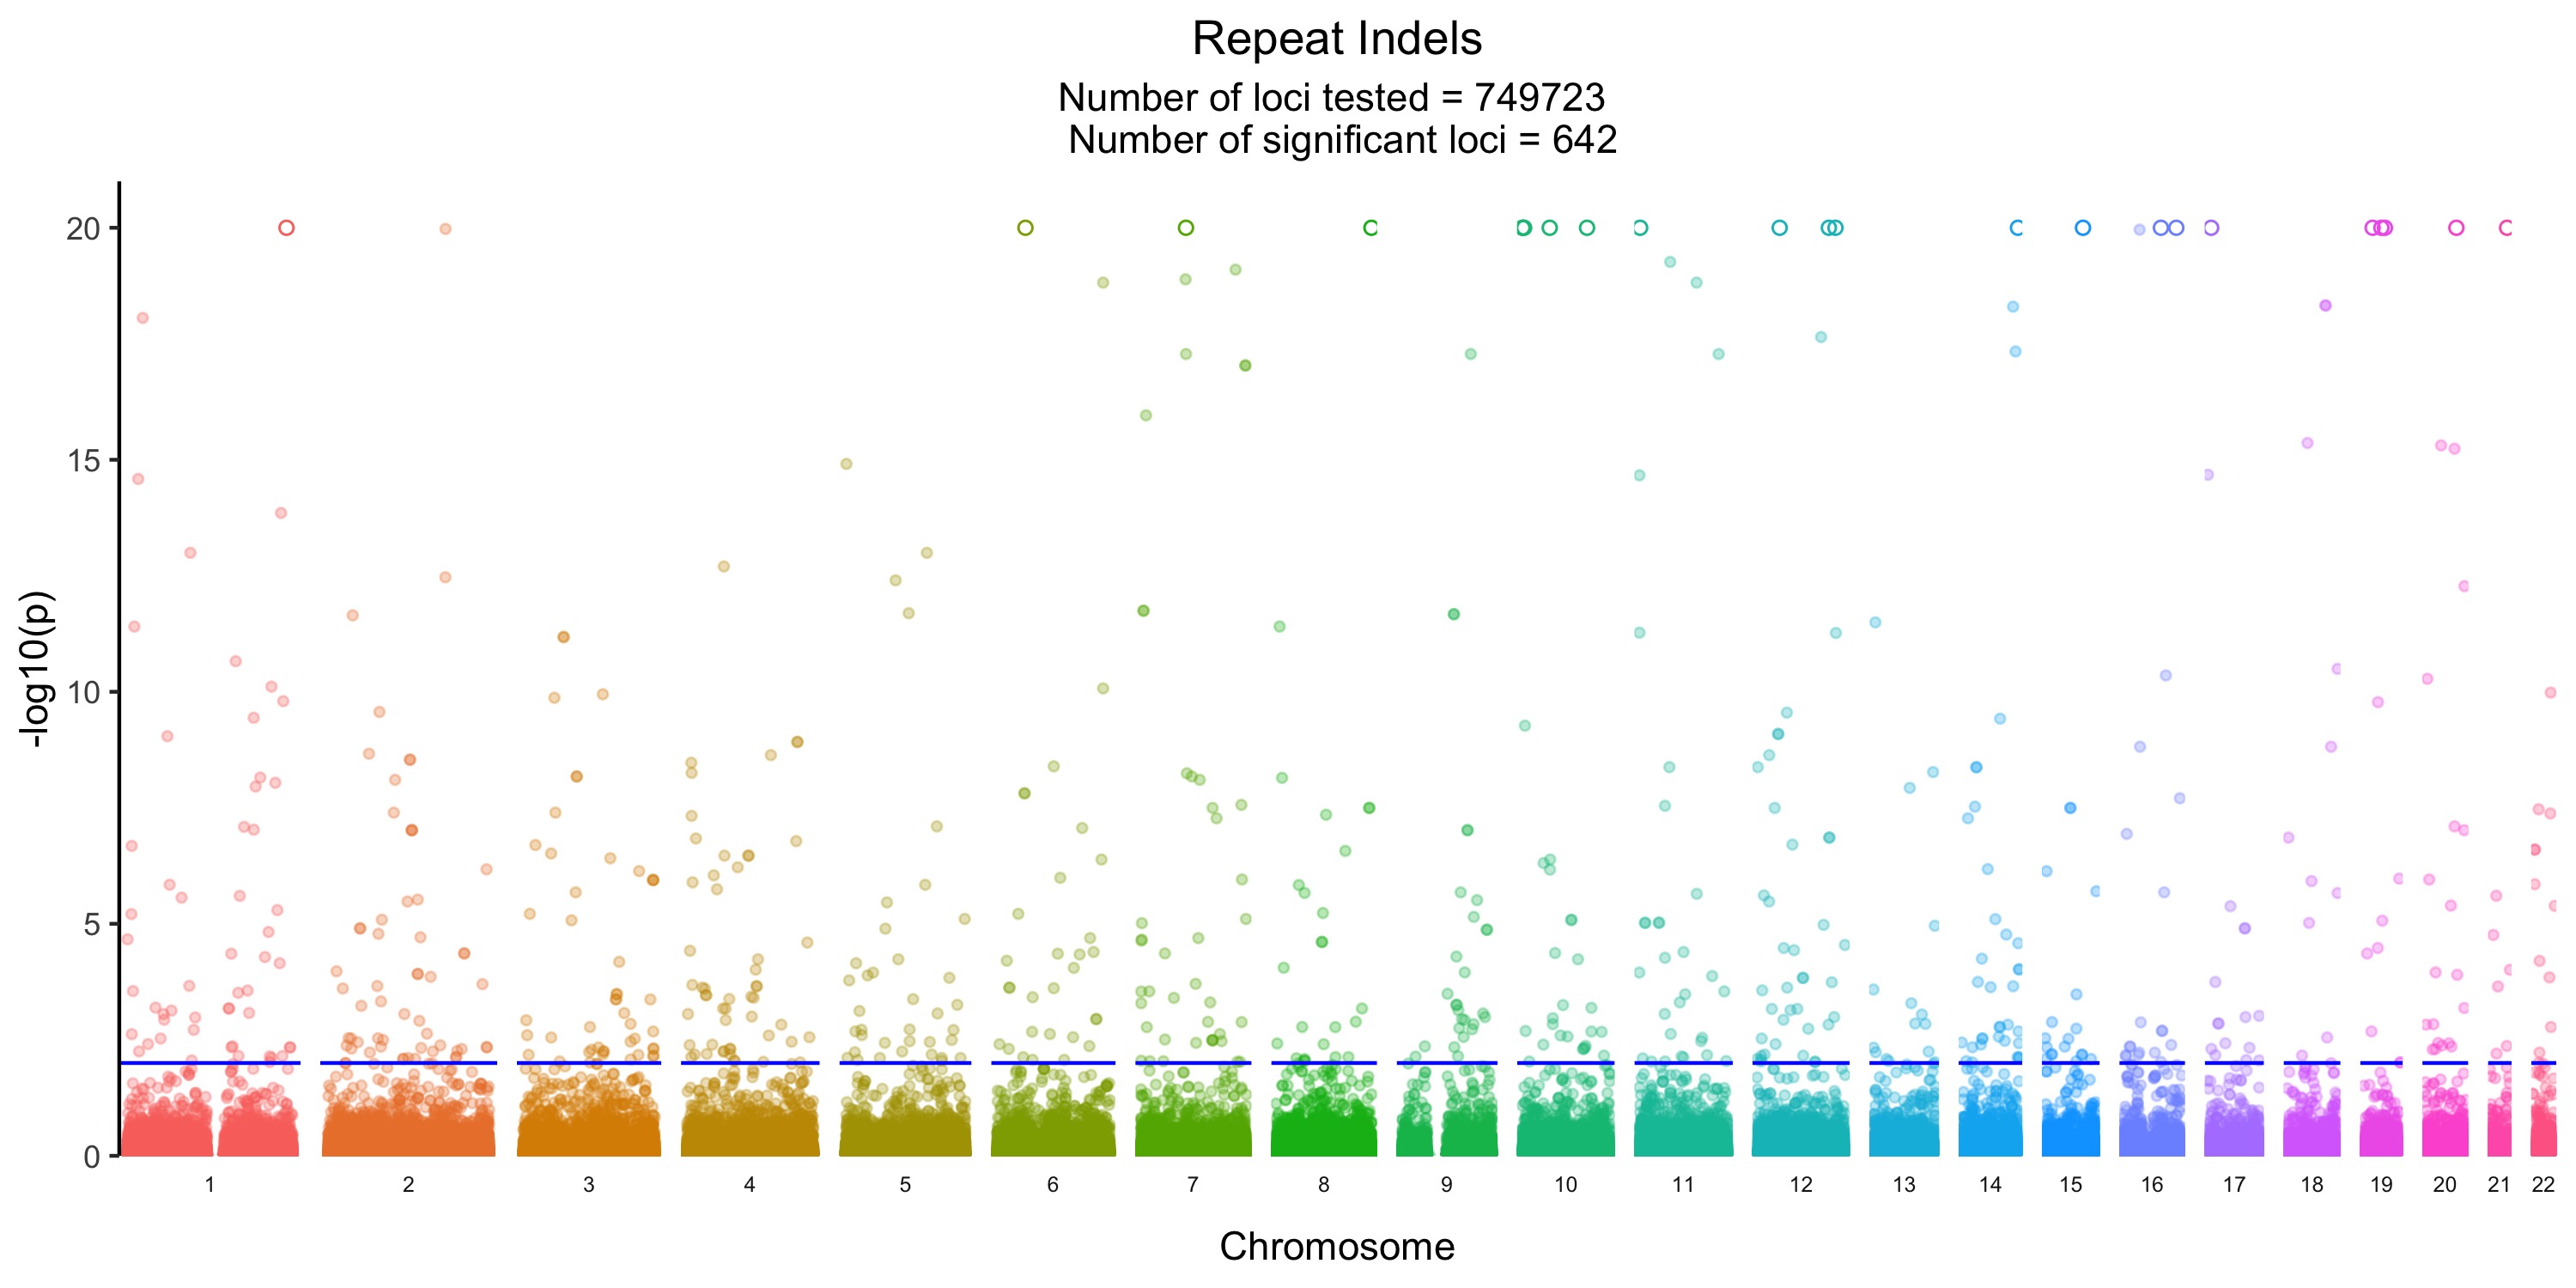 Repeat Indels
Number of loci tested = 749723
Number of significant loci = 642
-log10(p)
20
15
10
5
0
1 2 3 4 5 6 7 8 9 10 11 12 13 14 15 16 17 18 19 20 21 22
Chromosome